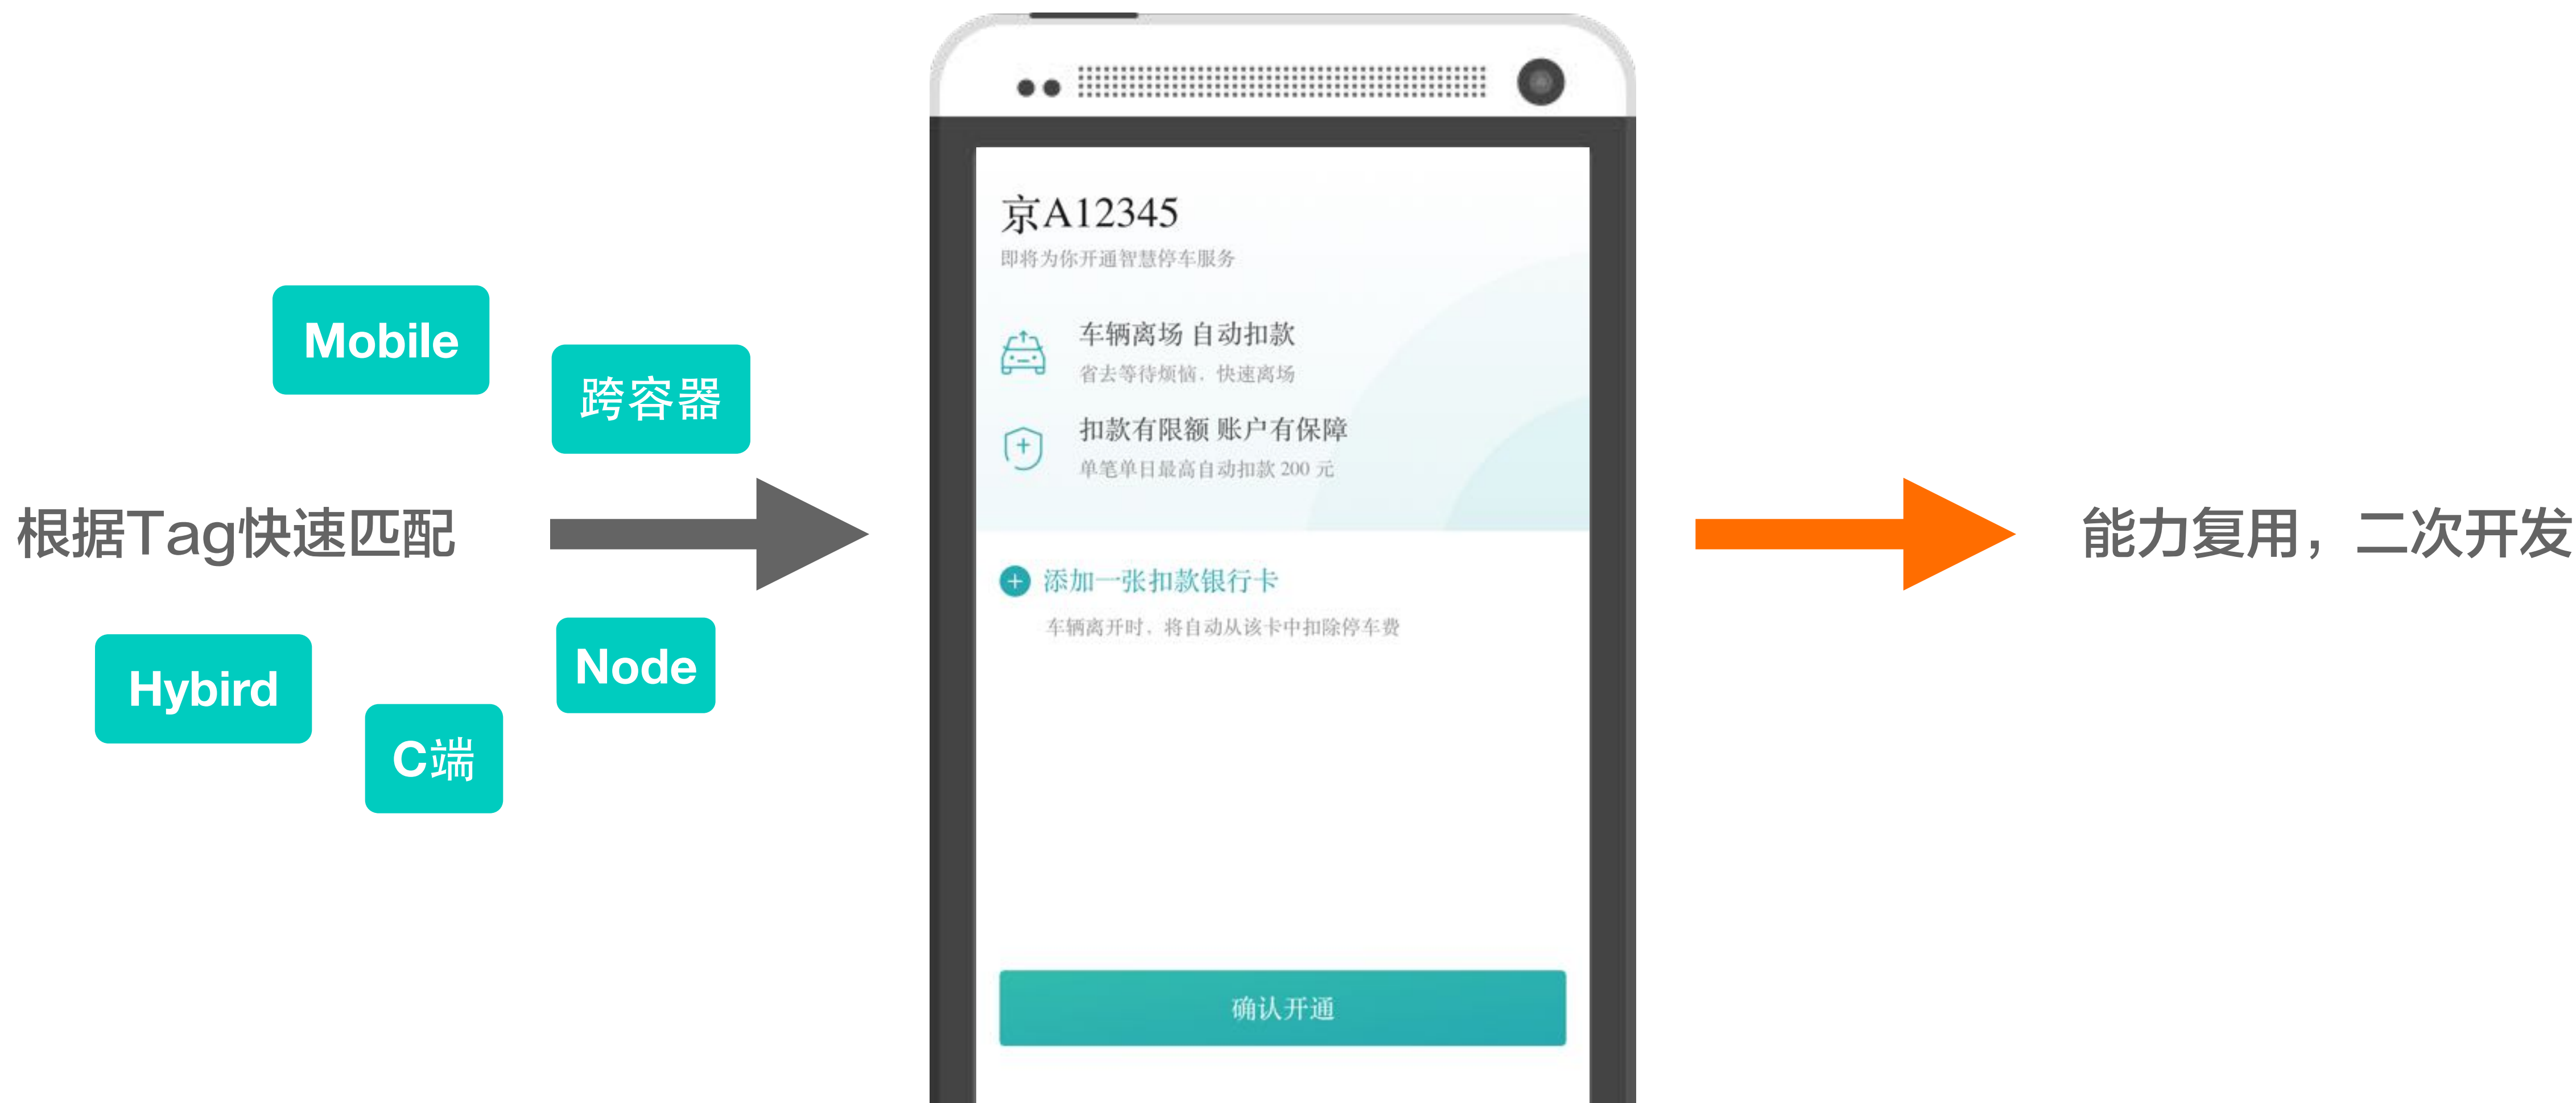 Mobile
跨容器
根据Tag快速匹配
Node
Hybird
C端
京A12345
即将为你开通智慧停车服务
车辆离场 自动扣款
省去等待烦恼，快速离场
扣款有限额 账户有保障
单笔单日最高自动扣款 200 元
添加一张扣款银行卡
车辆离开时，将自动从该卡中扣除停车费
确认开通
能力复用，二次开发